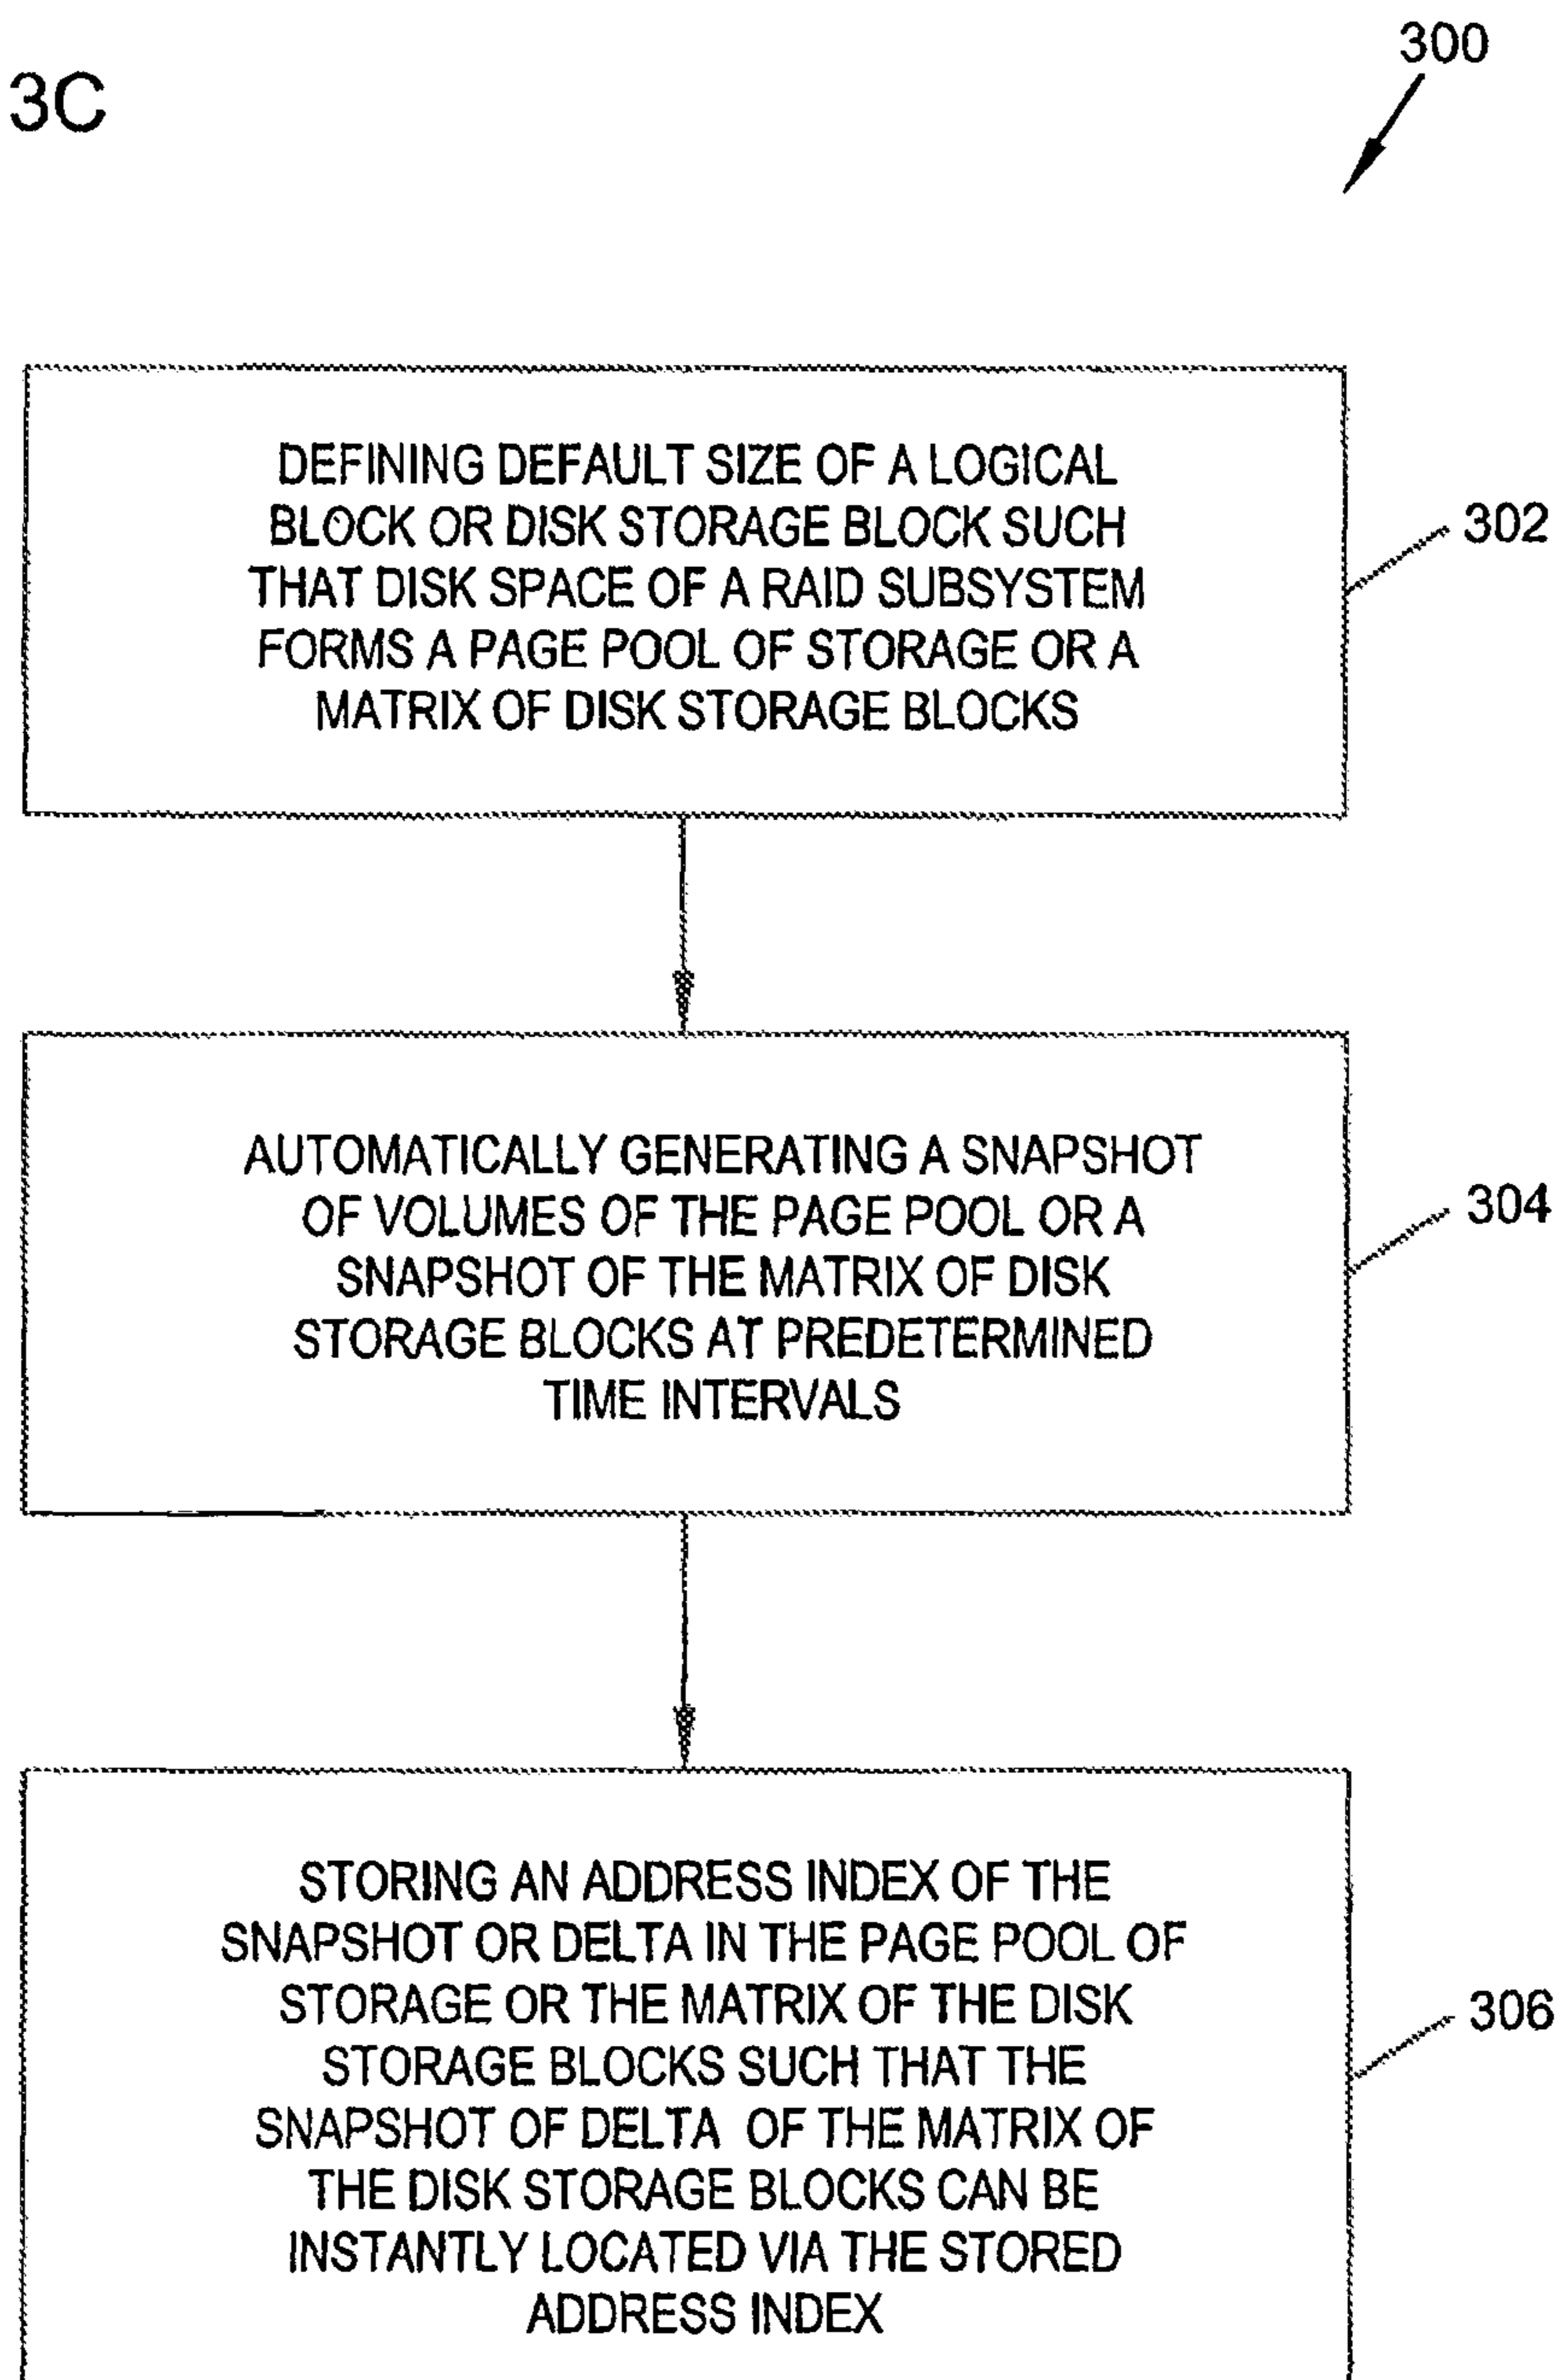 300
3C
DEFINING DEFAULT SIZE OF A LOGICAL
BLOCK OR DISK STORAGE BLOCK SUCH
THAT DISK SPACE OF A RAID SUBSYSTEM
FORMS A PAGE POOL OF STORAGE OR A
MATRIX OF DISK STORAGE BLOCKS
302
AUTOMATICALLY GENERATING A SNAPSHOT
OF VOLUMES OF THE PAGE POOL OR A
SNAPSHOT OF THE MATRIX OF DISK
STORAGE BLOCKS AT PREDETERMINED
TIME INTERVALS
304
STORING AN ADDRESS INDEX OF THE
SNAPSHOT OR DELTA IN THE PAGE POOL OF
STORAGE OR THE MATRIX OF THE DISK
STORAGE BLOCKS SUCH THAT THE
SNAPSHOT OF DELTA OF THE MATRIX OF
THE DISK STORAGE BLOCKS CAN BE
INSTANTLY LOCATED VIA THE STORED
ADDRESS INDEX
306